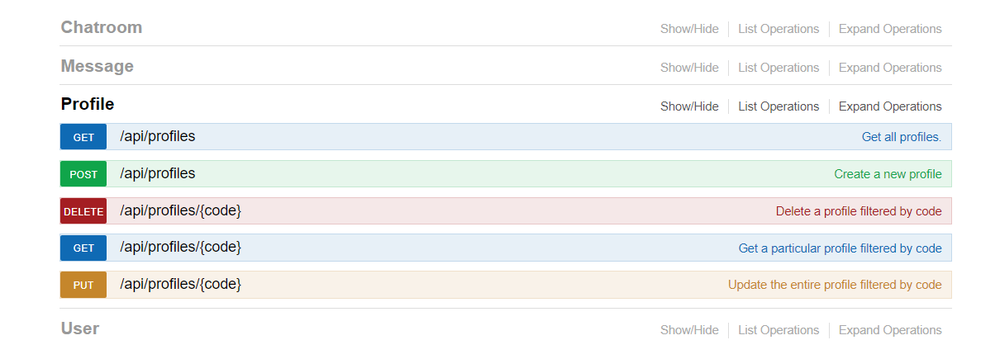 Chatroom Show/Hide List Operations Expand Operations
Message Show/Hide List Operations Expand Operations
Profile Show/Hide List Operations Expand Operations
GET /api/profiles Get all profiles.
POST /api/profiles Create a new profile
DELETE /api/profiles/{code} Delete a profile filtered by code
GET /api/profiles/{code} Get a particular profile filtered by code
PUT /api/profiles/{code} Update the entire profile filtered by code
User Show/Hide List Operations Expand Operations